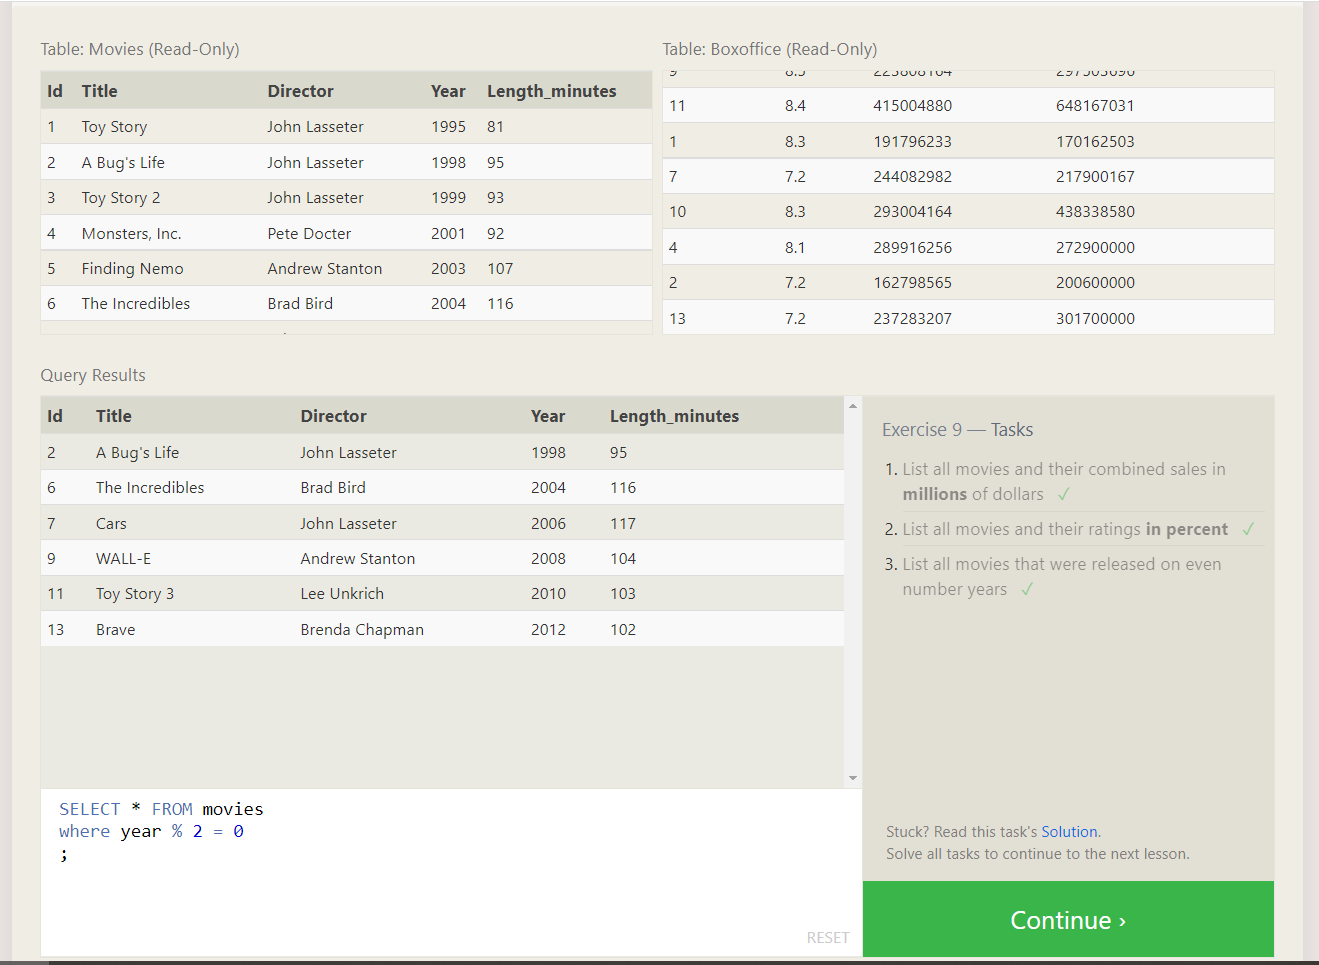 Table: Movies (Read-Only)
Id Title Director Year Length_minutes
1 Toy Story John Lasseter 1995 81
2 A Bug's Life John Lasseter 1998 95
3 Toy Story 2 John Lasseter 1999 93
4 Monsters, Inc. Pete Docter 2001 92
5 Finding Nemo Andrew Stanton 2003 107
6 The Incredibles Brad Bird 2004 116
Table: Boxoffice (Read-Only)
9 8.5 223808164 297503696
11 8.4 415004880 648167031
1 8.3 191796233 170162503
7 7.2 244082982 217900167
10 8.3 293004164 438338580
4 8.1 289916256 272900000
2 7.2 162798565 200600000
13 7.2 237283207 301700000
Query Results
Id Title Director Year Length_minutes
2 A Bug's Life John Lasseter 1998 95
6 The Incredibles Brad Bird 2004 116
7 Cars John Lasseter 2006 117
9 WALL-E Andrew Stanton 2008 104
11 Toy Story 3 Lee Unkrich 2010 103
13 Brave Brenda Chapman 2012 102
SELECT * FROM movies
where year % 2 = 0
;
RESET
Exercise 9 — Tasks
1. List all movies and their combined sales in
millions of dollars ✓
2. List all movies and their ratings in percent ✓
3. List all movies that were released on even
number years ✓
Stuck? Read this task's Solution.
Solve all tasks to continue to the next lesson.
Continue ›